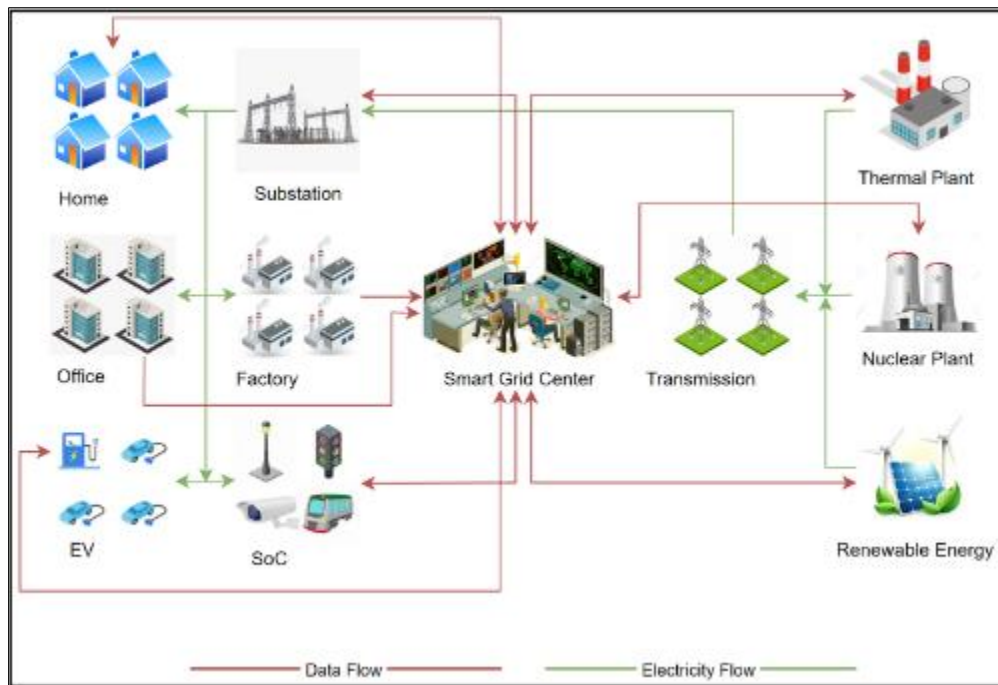 Home
Substation
Thermal Plant
Office
Factory
Smart Grid Center
Transmission
Nuclear Plant
EV
SoC
Renewable Energy
Data Flow
Electricity Flow